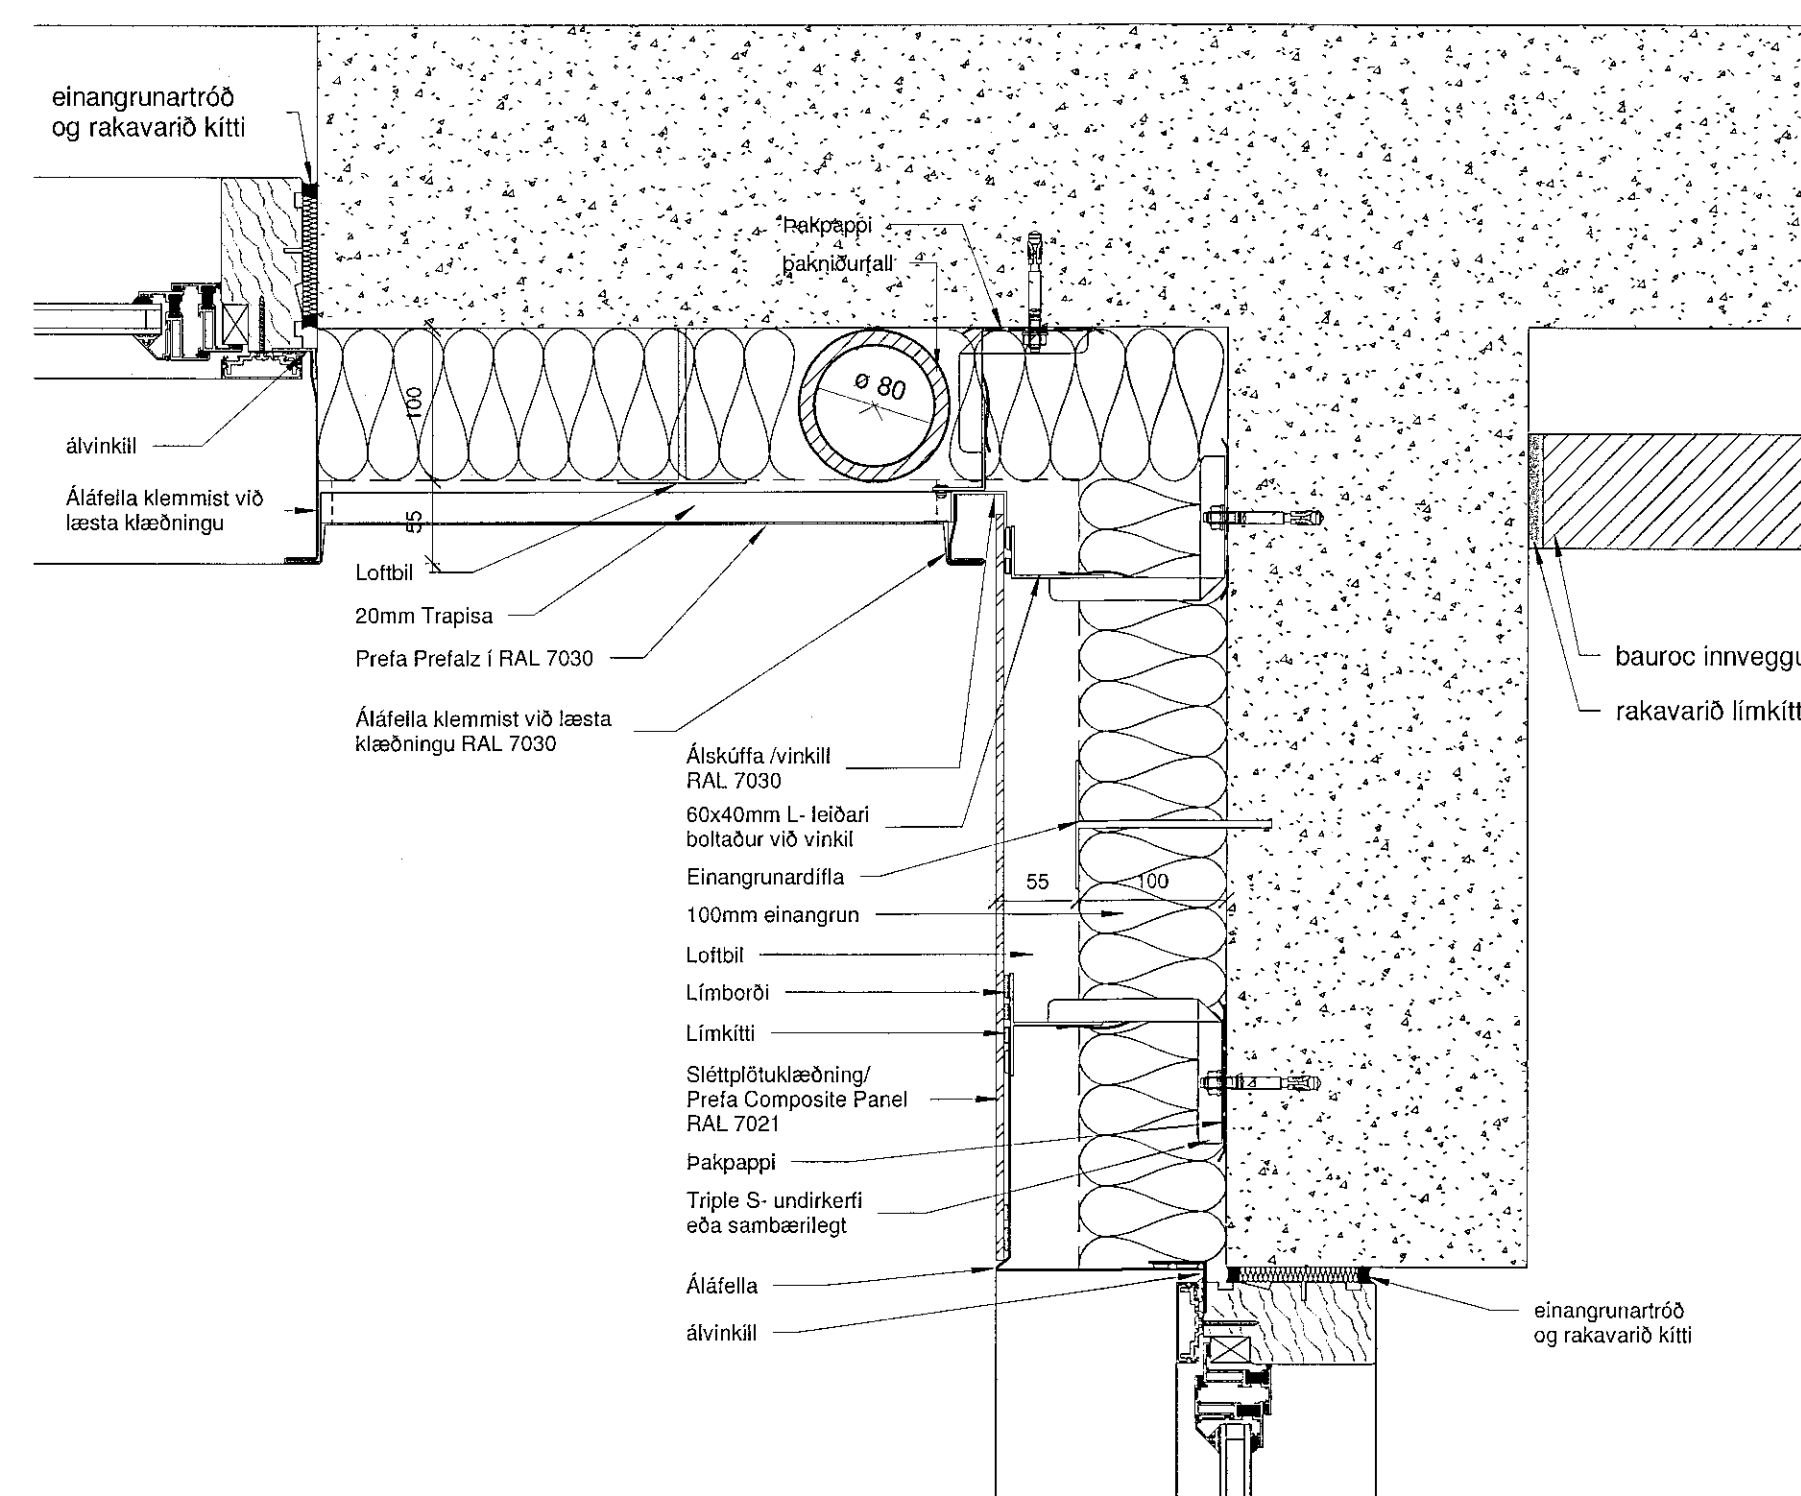 einangrunartróð
og rakavarið kítti
Þakpappi
þakniðurfall
ø 80
100
álvinkill
Áláfella klemmist við
læsta klæðningu
55
Loftbil
20mm Trapisa
Prefa Prefalz í RAL 7030
Áláfella klemmist við læsta
klæðningu RAL 7030
bauroc innveggu
rakavarið límkítt
Álskúffa /vinkill
RAL 7030
60x40mm L- leiðari
boltaður við vinkil
Einangrunardífla
55
100
100mm einangrun
Loftbil
Límborði
Límkítti
Sléttplötuklæðning/
Prefa Composite Panel
RAL 7021
Þakpappi
Triple S- undirkerfi
eða sambærilegt
Áláfella
álvinkill
einangrunartróð
og rakavarið kítti